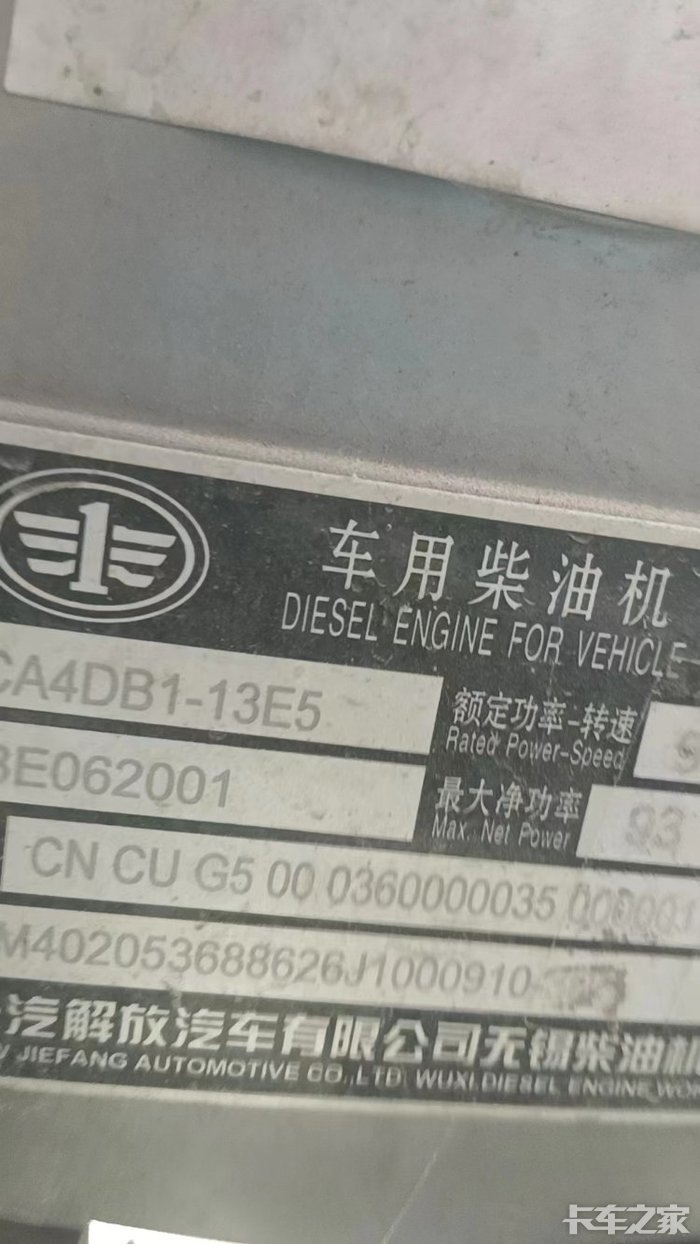 车用柴油机
DIESEL ENGINE FOR VEHICLE
CA4DB1-13E5
额定功率-转速
Rated Power-Speed
BE062001
最大净功率
Max. Net Power
93
CN CU G5 00 0360000035
M402053688626J1000910
汽解放汽车有限公司无锡柴油机
JIEFANG AUTOMOTIVE CO.,LTD. WUXI DIESEL ENGINE WO
卡车之家